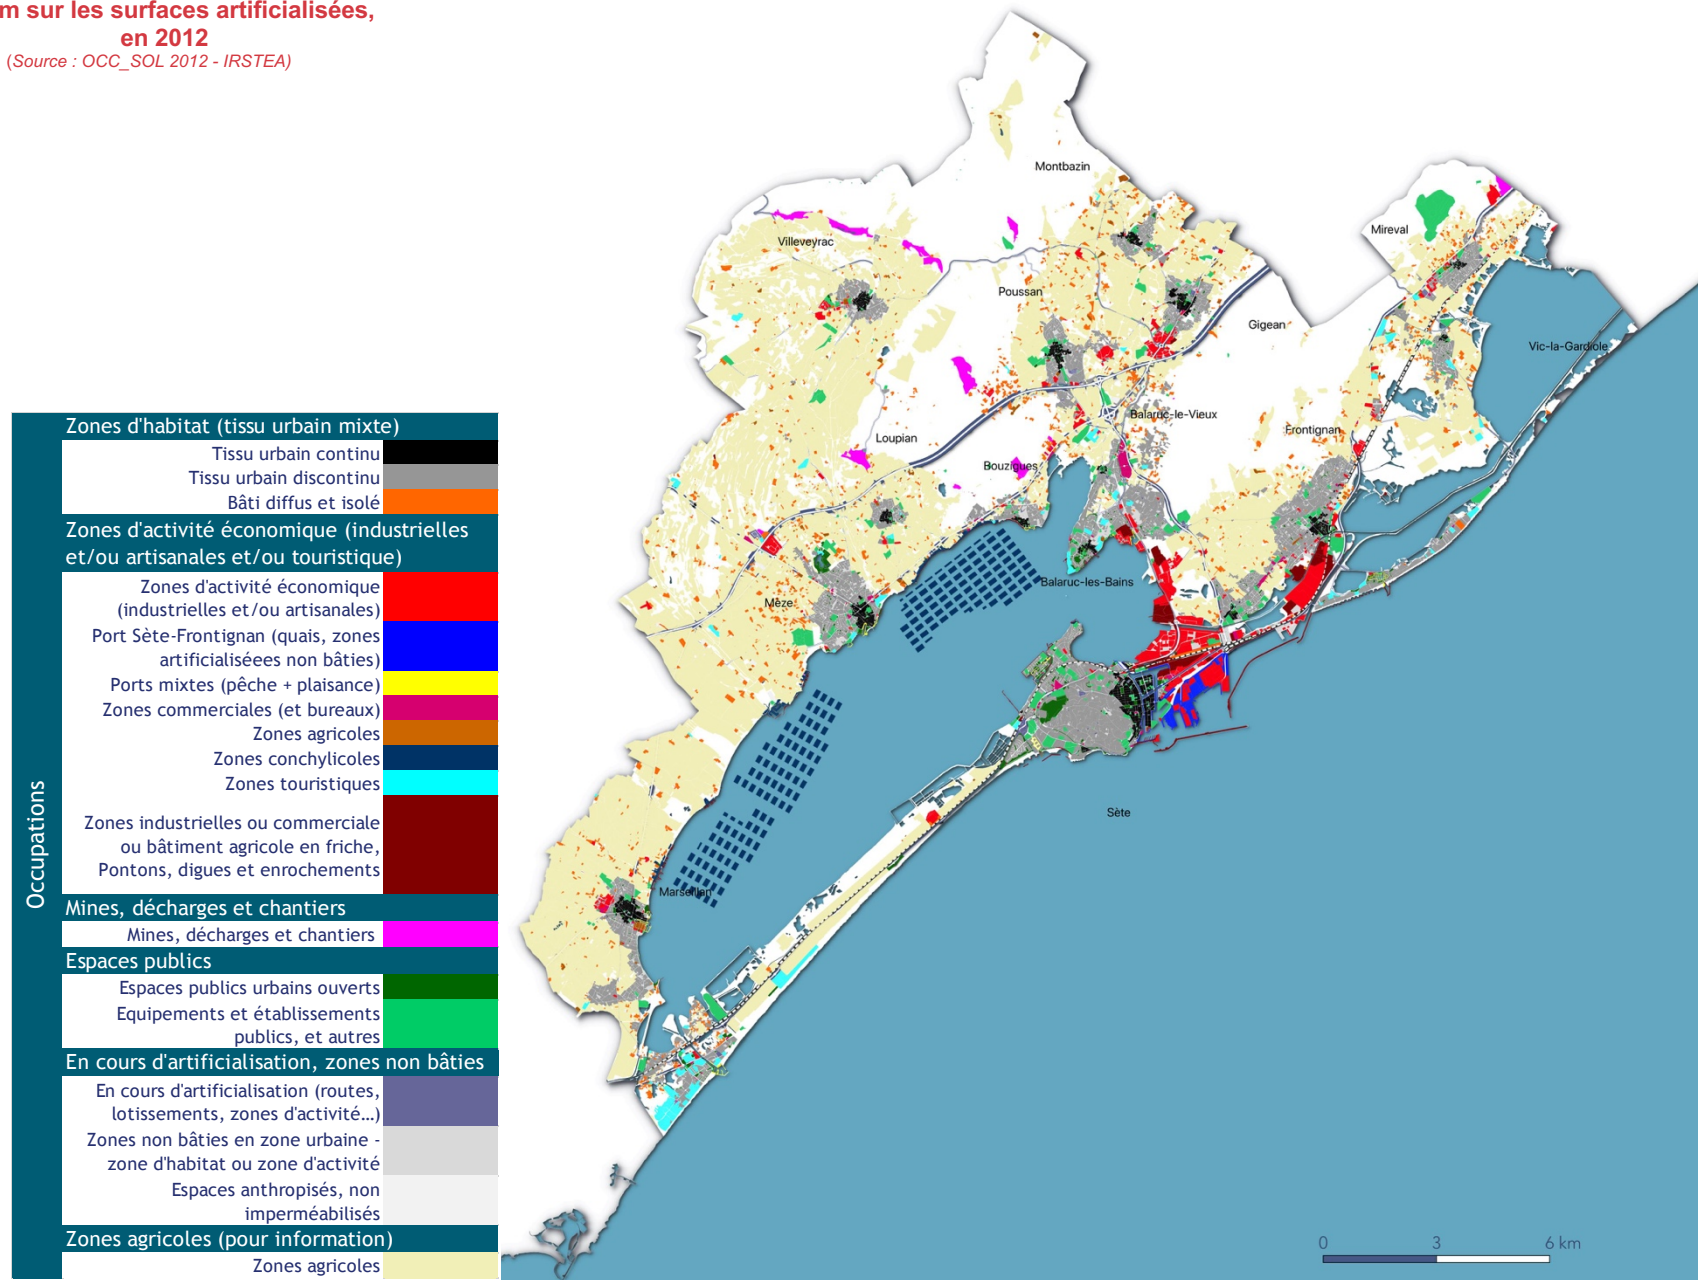 m sur les surfaces artificialisées,
en 2012
(Source : OCC_SOL 2012 - IRSTEA)
Montbazin
Mireval
Villeveyrac
Poussan
Gigean
Vic-la-Gardiole
Balaruc-le-Vieux
Frontignan
Loupian
Bouzigues
Balaruc-les-Bains
Mèze
Sète
Marseillan
Occupations
Zones d'habitat (tissu urbain mixte)
Tissu urbain continu
Tissu urbain discontinu
Bâti diffus et isolé
Zones d'activité économique (industrielles
et/ou artisanales et/ou touristique)
Zones d'activité économique
(industrielles et/ou artisanales)
Port Sète-Frontignan (quais, zones
artificialiséees non bâties)
Ports mixtes (pêche + plaisance)
Zones commerciales (et bureaux)
Zones agricoles
Zones conchylicoles
Zones touristiques
Zones industrielles ou commerciale
ou bâtiment agricole en friche,
Pontons, digues et enrochements
Mines, décharges et chantiers
Mines, décharges et chantiers
Espaces publics
Espaces publics urbains ouverts
Equipements et établissements
publics, et autres
En cours d'artificialisation, zones non bâties
En cours d'artificialisation (routes,
lotissements, zones d'activité…)
Zones non bâties en zone urbaine -
zone d'habitat ou zone d'activité
Espaces anthropisés, non
imperméabilisés
Zones agricoles (pour information)
Zones agricoles
0 3 6 km